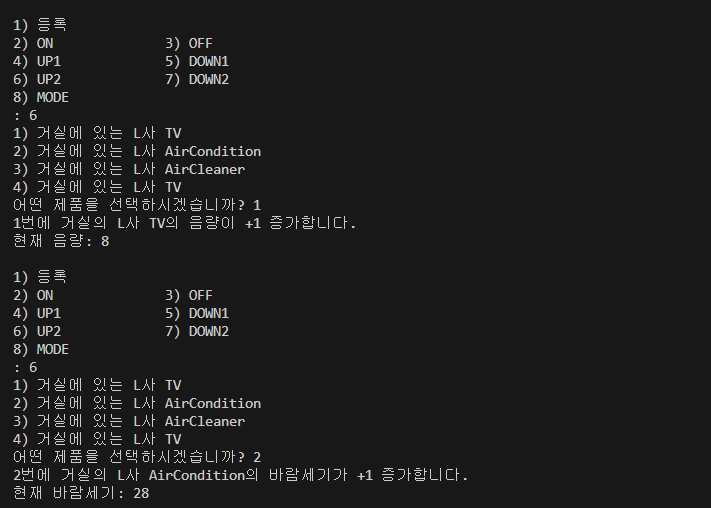 1) 등록
2) ON 3) OFF
4) UP1 5) DOWN1
6) UP2 7) DOWN2
8) MODE
: 6
1) 거실에 있는 L사 TV
2) 거실에 있는 L사 AirCondition
3) 거실에 있는 L사 AirCleaner
4) 거실에 있는 L사 TV
어떤 제품을 선택하시겠습니까? 1
1번에 거실의 L사 TV의 음량이 +1 증가합니다.
현재 음량: 8
1) 등록
2) ON 3) OFF
4) UP1 5) DOWN1
6) UP2 7) DOWN2
8) MODE
: 6
1) 거실에 있는 L사 TV
2) 거실에 있는 L사 AirCondition
3) 거실에 있는 L사 AirCleaner
4) 거실에 있는 L사 TV
어떤 제품을 선택하시겠습니까? 2
2번에 거실의 L사 AirCondition의 바람세기가 +1 증가합니다.
현재 바람세기: 28